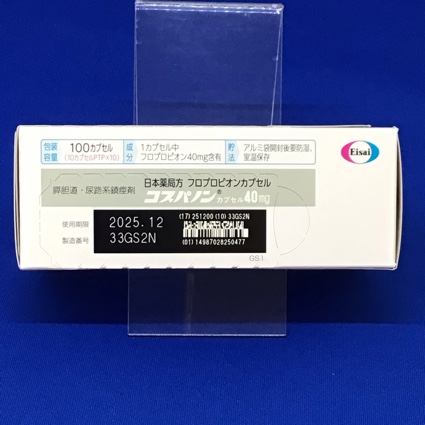 包装容量 100カプセル (10カプセルPTP×10)
成分 1カプセル中 フロプロピオン40mg含有
貯法 アルミ袋開封後要防湿、室温保存
Eisai
膵胆道・尿路系鎮痙剤
日本薬局方 フロプロピオンカプセル
コスパノン®カプセル40mg
使用期限 2025.12
製造番号 33GS2N
(17) 251200 (10) 33GS2N
(01) 14987028250477
GS1